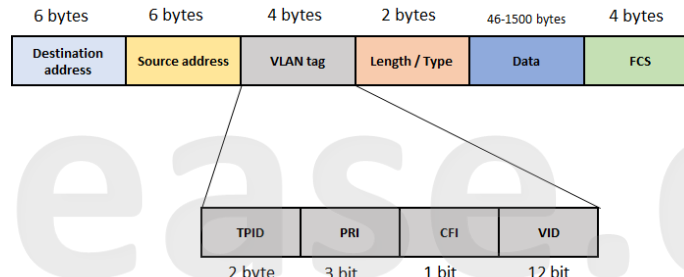 6 bytes 6 bytes 4 bytes 2 bytes 46-1500 bytes 4 bytes
Destination address Source address VLAN tag Length / Type Data FCS
ease.
TPID PRI CFI VID
2 byte 3 bit 1 bit 12 bit